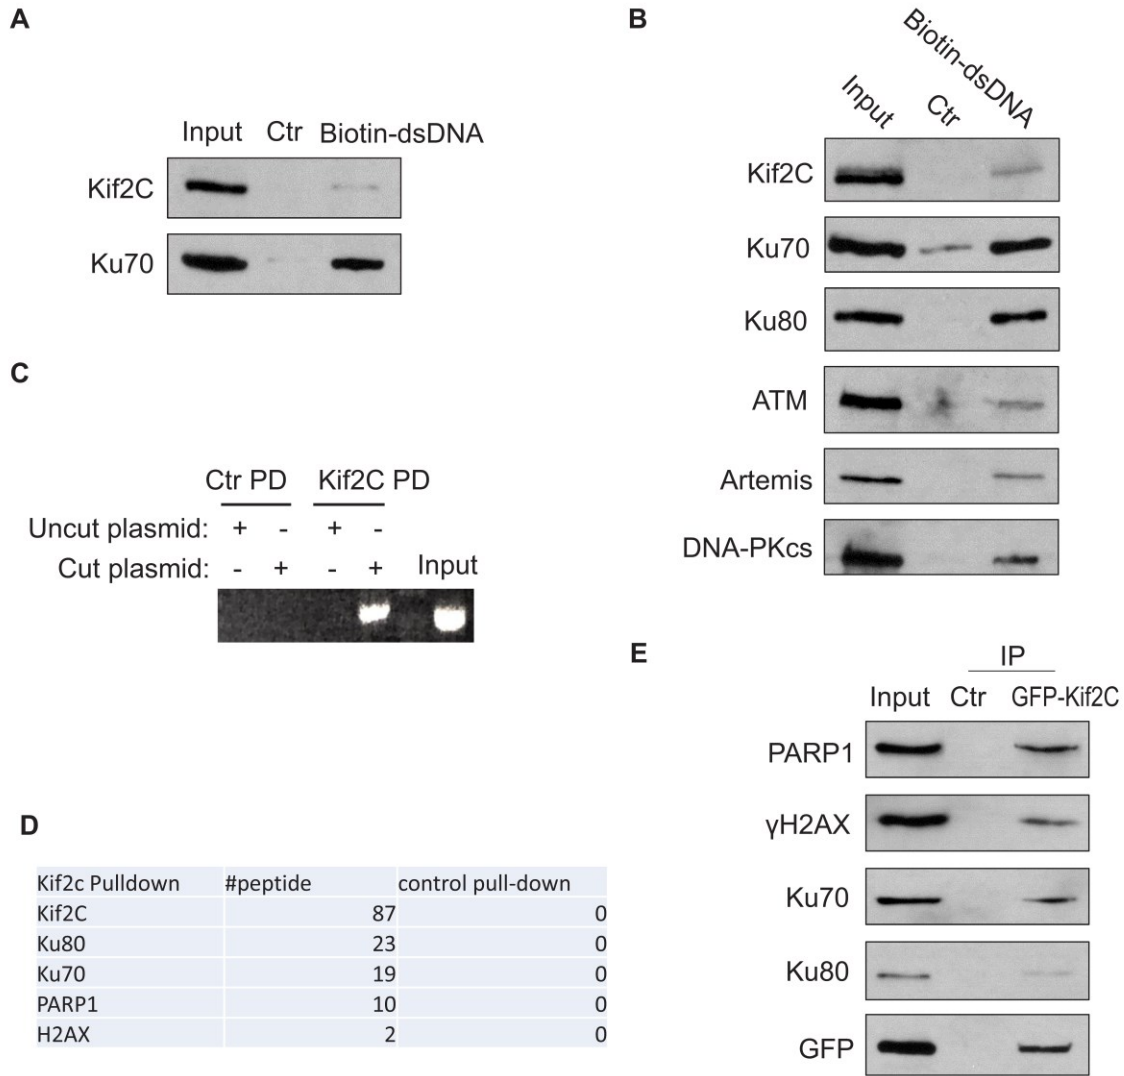 A
Input Ctr Biotin-dsDNA
Kif2C
Ku70
B
Input Ctr Biotin-dsDNA
Kif2C
Ku70
Ku80
ATM
Artemis
DNA-PKcs
C
Ctr PD Kif2C PD
Uncut plasmid: + - + -
Cut plasmid: - + - + Input
D
Kif2c Pulldown #peptide control pull-down
Kif2C 87 0
Ku80 23 0
Ku70 19 0
PARP1 10 0
H2AX 2 0
E
IP
Input Ctr GFP-Kif2C
PARP1
γH2AX
Ku70
Ku80
GFP